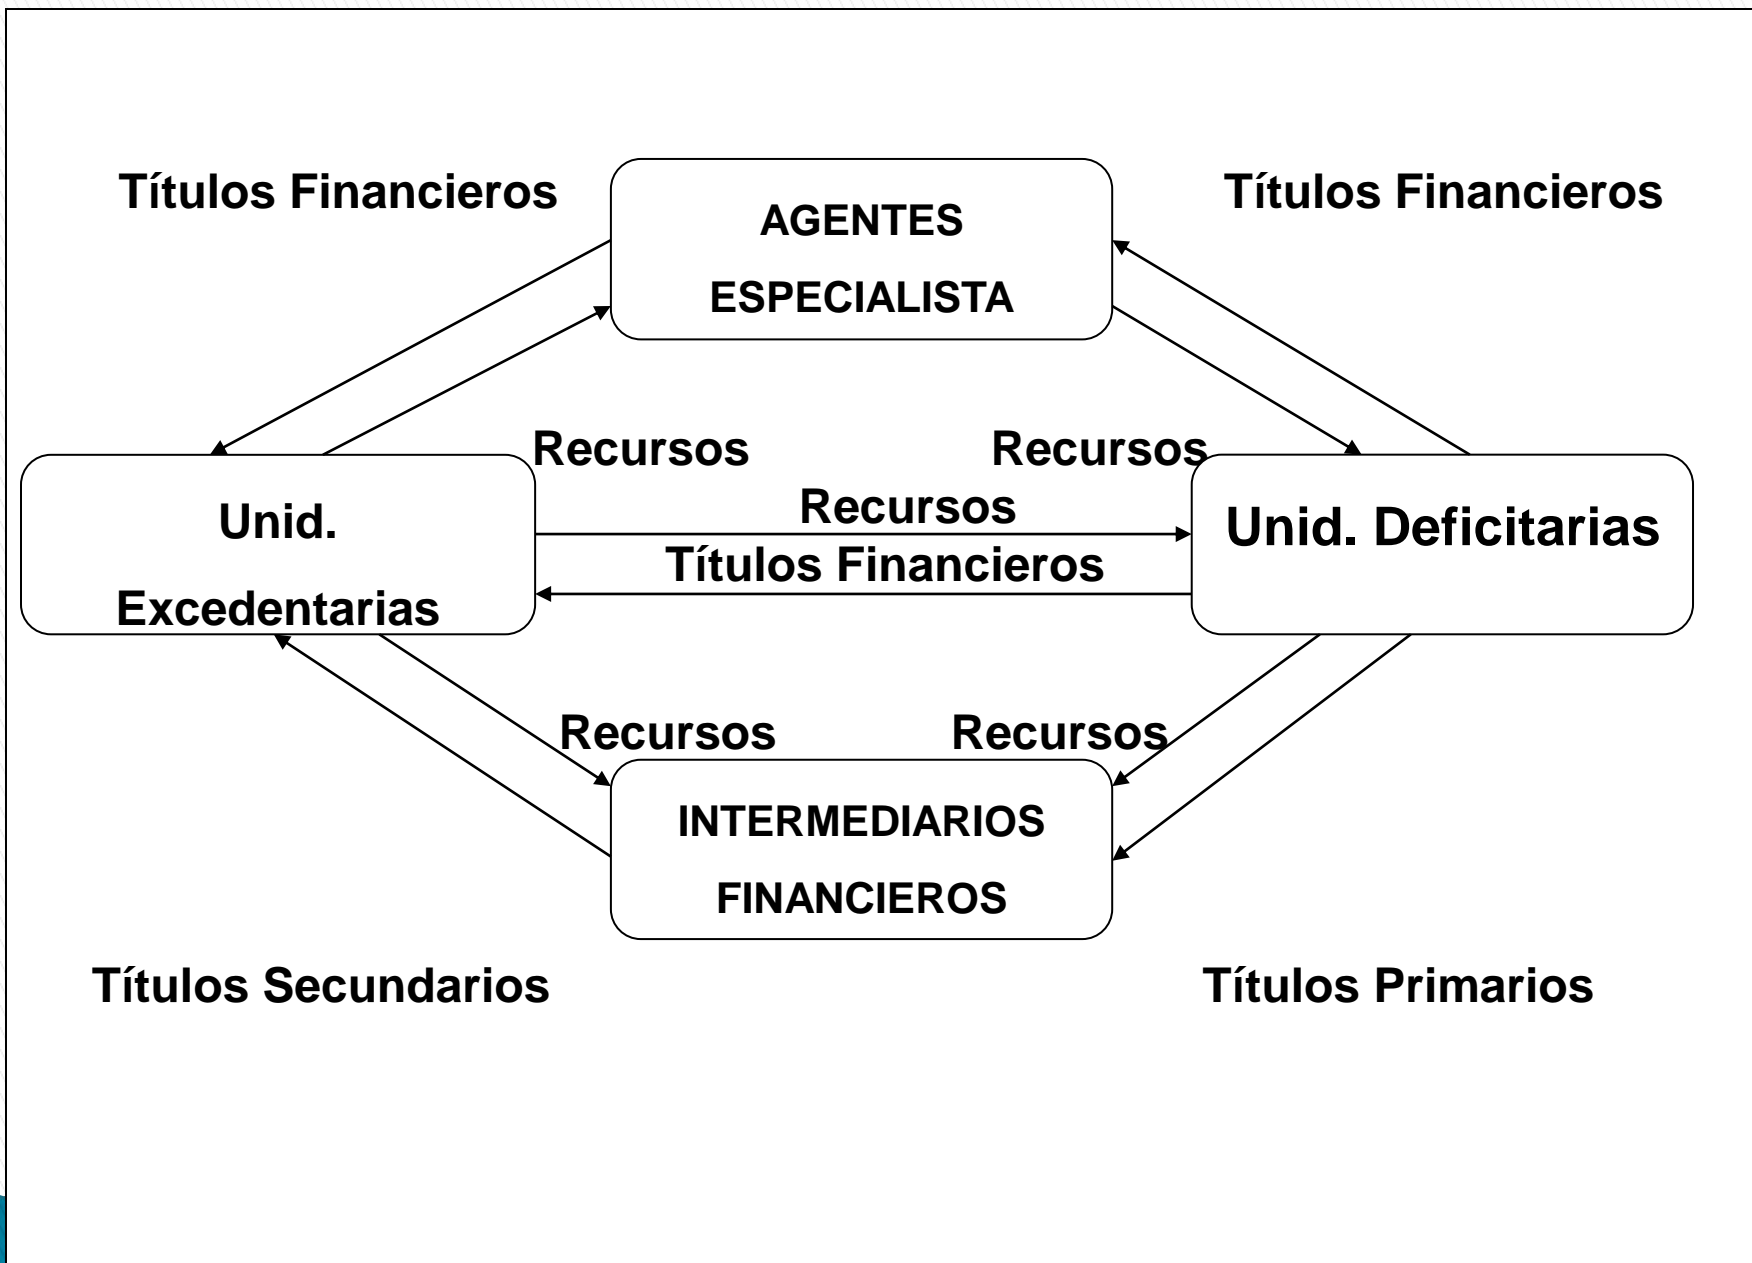 Títulos Financieros
AGENTES
ESPECIALISTA
Títulos Financieros
Recursos
Recursos
Unid.
Excedentarias
Recursos
Títulos Financieros
Unid. Deficitarias
Recursos
Recursos
INTERMEDIARIOS
FINANCIEROS
Títulos Secundarios
Títulos Primarios